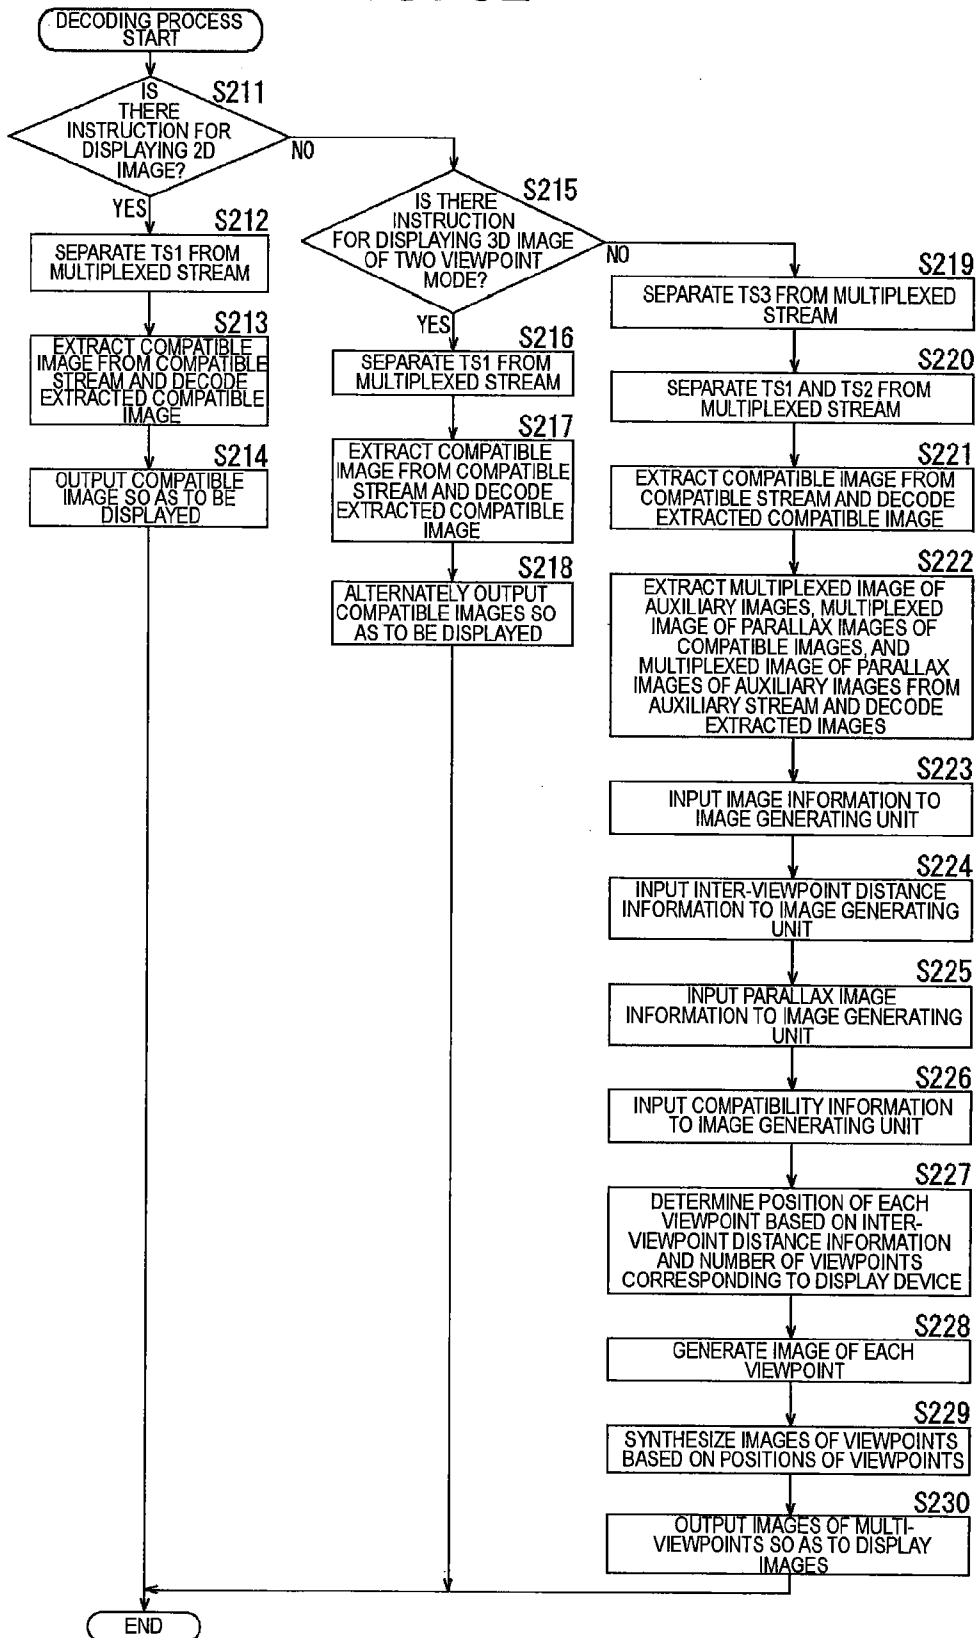 DECODING PROCESS
START
S211
IS
THERE
INSTRUCTION FOR
DISPLAYING 2D
IMAGE?
NO
YES
S212
SEPARATE TS1 FROM
MULTIPLEXED STREAM
S213
EXTRACT COMPATIBLE
IMAGE FROM COMPATIBLE
STREAM AND DECODE
EXTRACTED COMPATIBLE
IMAGE
S214
OUTPUT COMPATIBLE
IMAGE SO AS TO BE
DISPLAYED
S215
IS THERE
INSTRUCTION
FOR DISPLAYING 3D IMAGE
OF TWO VIEWPOINT
MODE?
NO
YES
S216
SEPARATE TS1 FROM
MULTIPLEXED STREAM
S217
EXTRACT COMPATIBLE
IMAGE FROM COMPATIBLE
STREAM AND DECODE
EXTRACTED COMPATIBLE
IMAGE
S218
ALTERNATELY OUTPUT
COMPATIBLE IMAGES SO
AS TO BE DISPLAYED
S219
SEPARATE TS3 FROM MULTIPLEXED
STREAM
S220
SEPARATE TS1 AND TS2 FROM
MULTIPLEXED STREAM
S221
EXTRACT COMPATIBLE IMAGE FROM
COMPATIBLE STREAM AND DECODE
EXTRACTED COMPATIBLE IMAGE
S222
EXTRACT MULTIPLEXED IMAGE OF
AUXILIARY IMAGES, MULTIPLEXED
IMAGE OF PARALLAX IMAGES OF
COMPATIBLE IMAGES, AND
MULTIPLEXED IMAGE OF PARALLAX
IMAGES OF AUXILIARY IMAGES FROM
AUXILIARY STREAM AND DECODE
EXTRACTED IMAGES
S223
INPUT IMAGE INFORMATION TO
IMAGE GENERATING UNIT
S224
INPUT INTER-VIEWPOINT DISTANCE
INFORMATION TO IMAGE GENERATING
UNIT
S225
INPUT PARALLAX IMAGE
INFORMATION TO IMAGE GENERATING
UNIT
S226
INPUT COMPATIBILITY INFORMATION
TO IMAGE GENERATING UNIT
S227
DETERMINE POSITION OF EACH
VIEWPOINT BASED ON INTER-
VIEWPOINT DISTANCE INFORMATION
AND NUMBER OF VIEWPOINTS
CORRESPONDING TO DISPLAY DEVICE
S228
GENERATE IMAGE OF EACH
VIEWPOINT
S229
SYNTHESIZE IMAGES OF VIEWPOINTS
BASED ON POSITIONS OF VIEWPOINTS
S230
OUTPUT IMAGES OF MULTI-
VIEWPOINTS SO AS TO DISPLAY
IMAGES
END